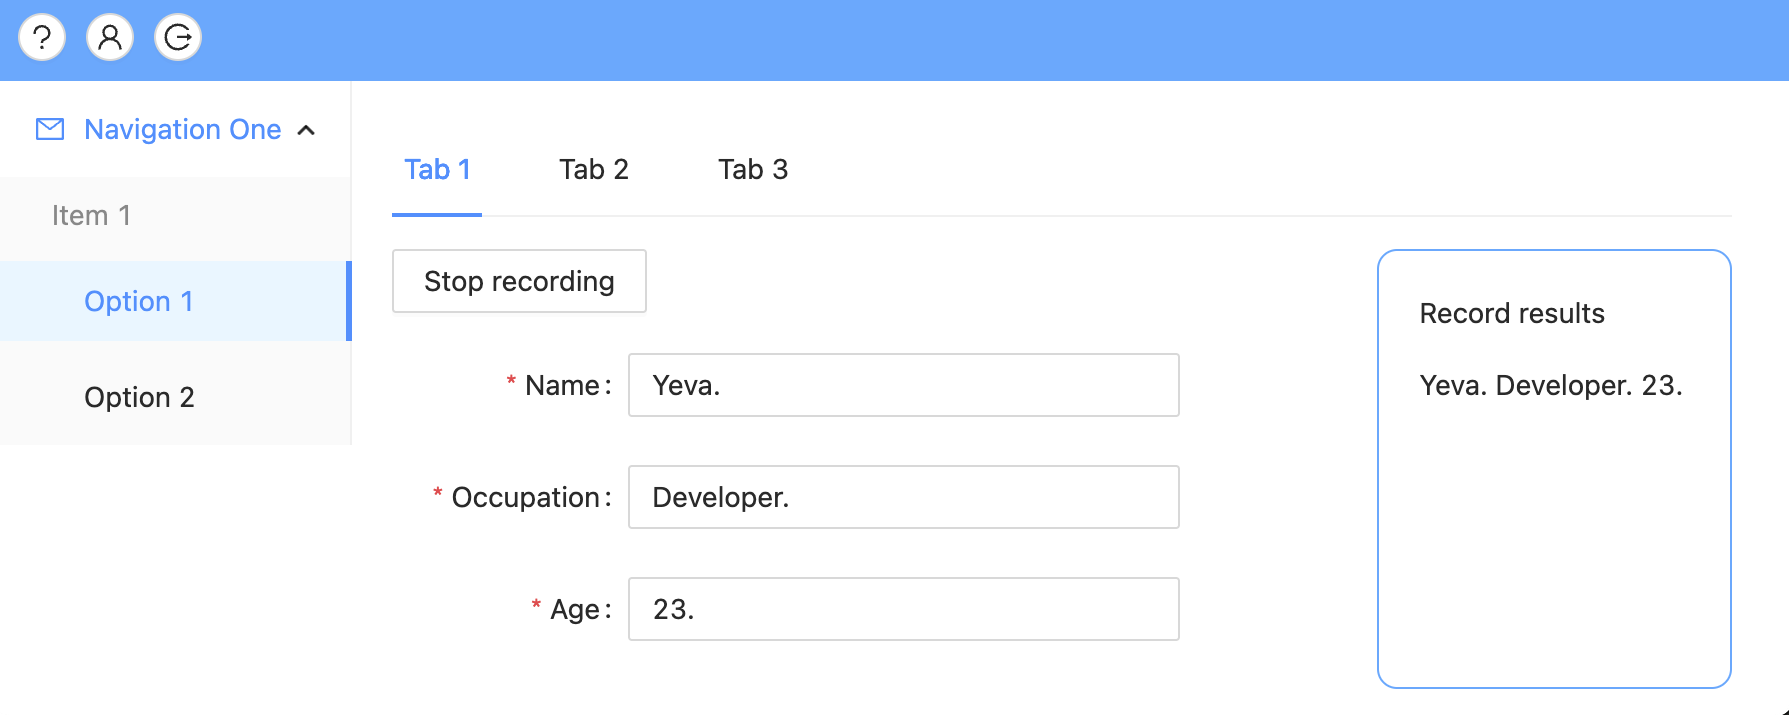 Navigation One
Item 1
Option 1
Option 2
Tab 1 Tab 2 Tab 3
Stop recording
* Name: Yeva.
* Occupation: Developer.
* Age: 23.
Record results
Yeva. Developer. 23.